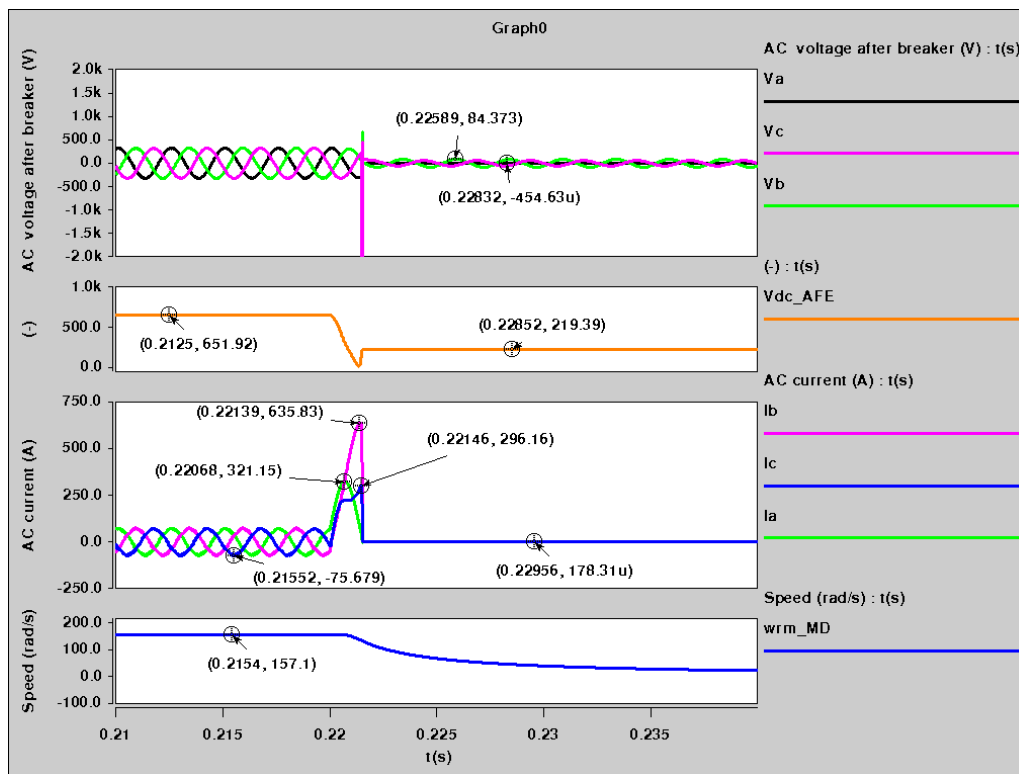 Graph0
AC voltage after breaker (V) : t(s)
Va
Vc
Vb
AC voltage after breaker (V)
2.0k
1.5k
1.0k
500.0
0.0
-500.0
-1.0k
-1.5k
-2.0k
(0.22589, 84.373)
(0.22832, -454.63u)
(-) : t(s)
Vdc_AFE
(-)
1.0k
500.0
0.0
(0.2125, 651.92)
(0.22852, 219.39)
AC current (A) : t(s)
Ib
Ic
Ia
AC current (A)
750.0
500.0
250.0
0.0
-250.0
(0.22139, 635.83)
(0.22146, 296.16)
(0.22068, 321.15)
(0.21552, -75.679)
(0.22956, 178.31u)
Speed (rad/s) : t(s)
wrm_MD
Speed (rad/s)
200.0
100.0
0.0
-100.0
(0.2154, 157.1)
0.21
0.215
0.22
0.225
0.23
0.235
t(s)